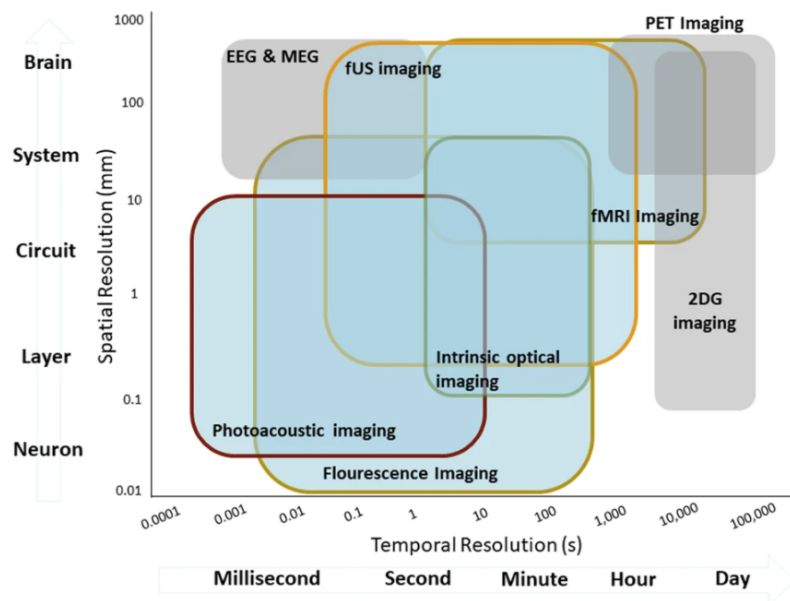 1000
100
10
1
0.1
0.01
Brain
System
Circuit
Layer
Neuron
Spatial Resolution (mm)
EEG & MEG
fUS imaging
PET Imaging
fMRI Imaging
2DG
imaging
Intrinsic optical
imaging
Photoacoustic imaging
Flourescence Imaging
0.0001
0.001
0.01
0.1
1
10
100
1,000
10,000
100,000
Temporal Resolution (s)
Millisecond
Second
Minute
Hour
Day